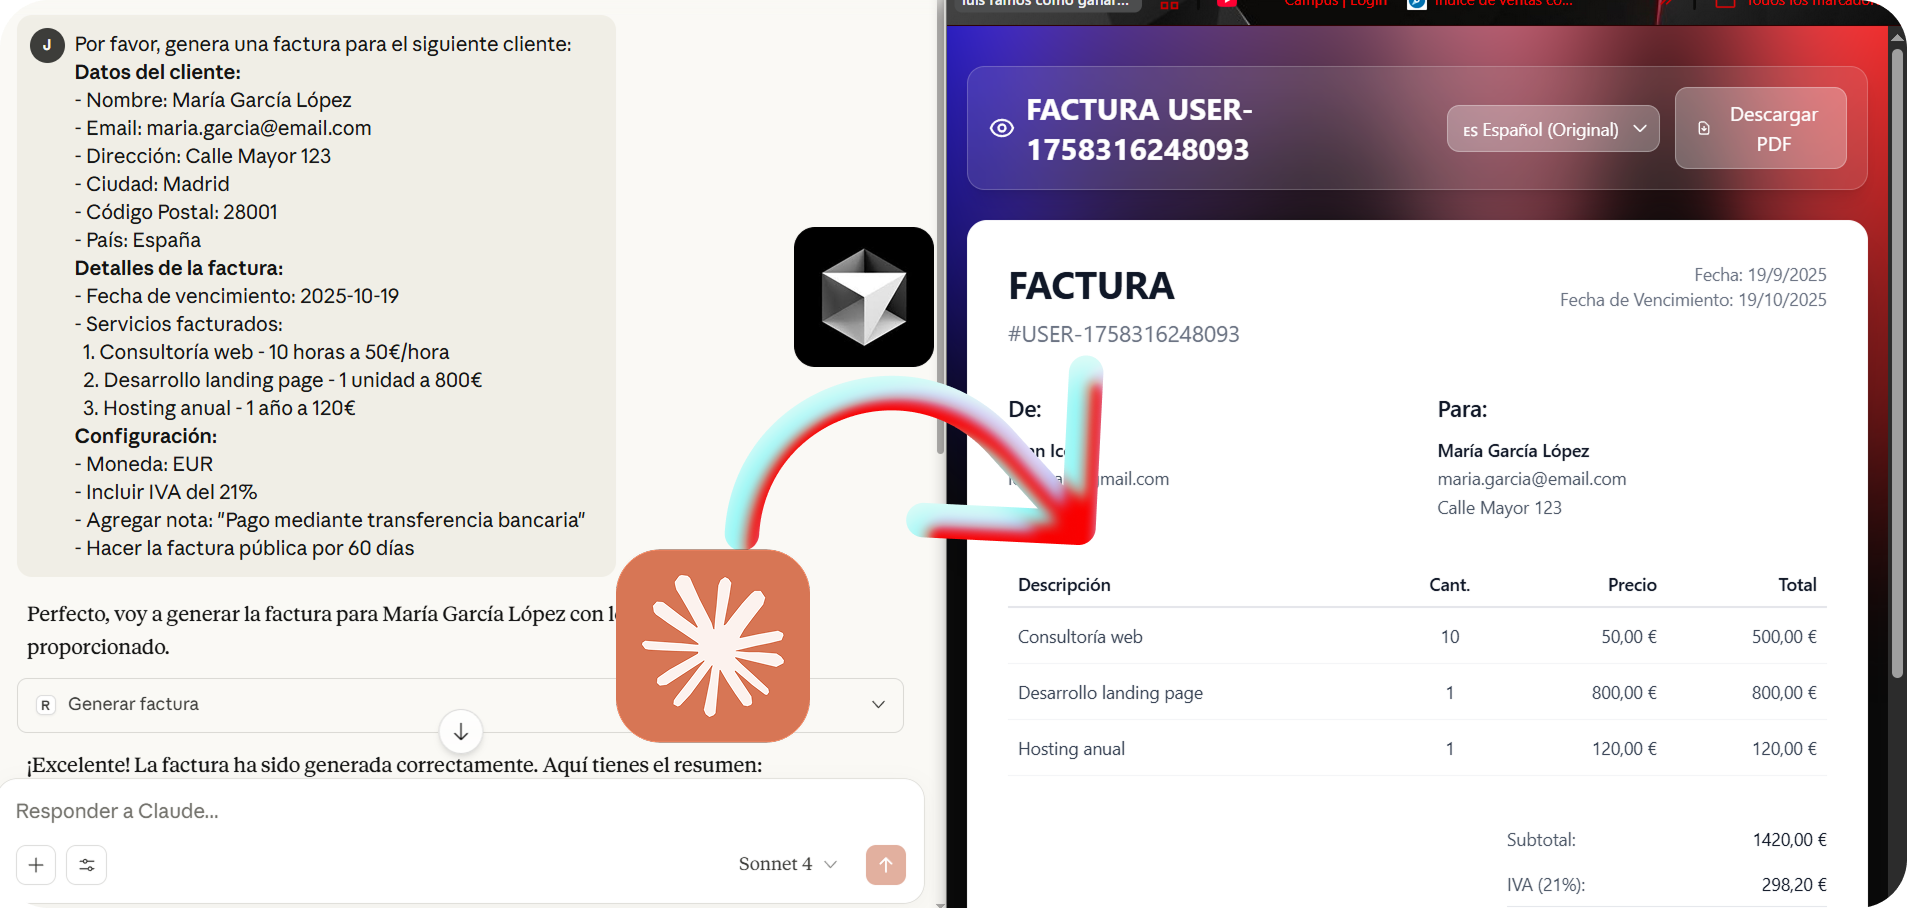 J
Por favor, genera una factura para el siguiente cliente:
Datos del cliente:
- Nombre: María García López
- Email: maria.garcia@email.com
- Dirección: Calle Mayor 123
- Ciudad: Madrid
- Código Postal: 28001
- País: España
Detalles de la factura:
- Fecha de vencimiento: 2025-10-19
- Servicios facturados:
1. Consultoría web - 10 horas a 50€/hora
2. Desarrollo landing page - 1 unidad a 800€
3. Hosting anual - 1 año a 120€
Configuración:
- Moneda: EUR
- Incluir IVA del 21%
- Agregar nota: "Pago mediante transferencia bancaria"
- Hacer la factura pública por 60 días
Perfecto, voy a generar la factura para María García López con
proporcionado.
R Generar factura
¡Excelente! La factura ha sido generada correctamente. Aquí tienes el resumen:
Responder a Claude...
Sonnet 4
luis ramos como ganar...
Campus | Login
Índice de ventas co...
Todos los marcador
FACTURA USER-
1758316248093
ES Español (Original)
Descargar
PDF
FACTURA
Fecha: 19/9/2025
Fecha de Vencimiento: 19/10/2025
#USER-1758316248093
De:
mail.com
Para:
María García López
maria.garcia@email.com
Calle Mayor 123
Descripción Cant. Precio Total
Consultoría web 10 50,00 € 500,00 €
Desarrollo landing page 1 800,00 € 800,00 €
Hosting anual 1 120,00 € 120,00 €
Subtotal: 1420,00 €
IVA (21%): 298,20 €